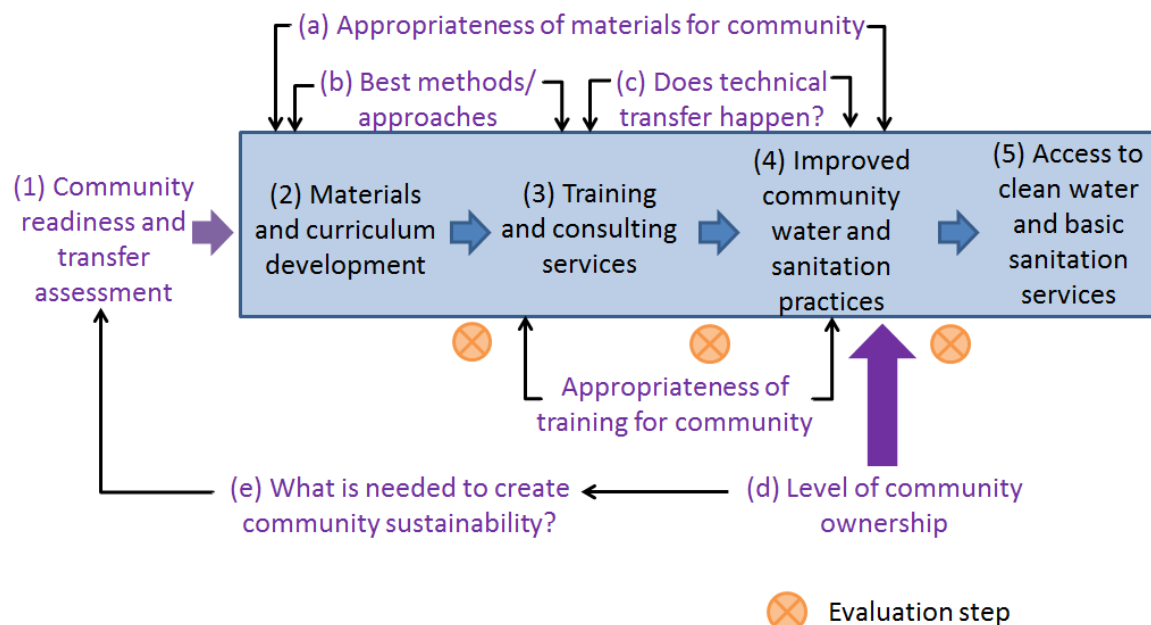 (a) Appropriateness of materials for community
(b) Best methods/
approaches
(c) Does technical
transfer happen?
(1) Community
readiness and
transfer
assessment
(2) Materials
and curriculum
development
(3) Training
and consulting
services
(4) Improved
community
water and
sanitation
practices
(5) Access to
clean water
and basic
sanitation
services
Appropriateness of
training for community
(e) What is needed to create
community sustainability?
(d) Level of community
ownership
Evaluation step